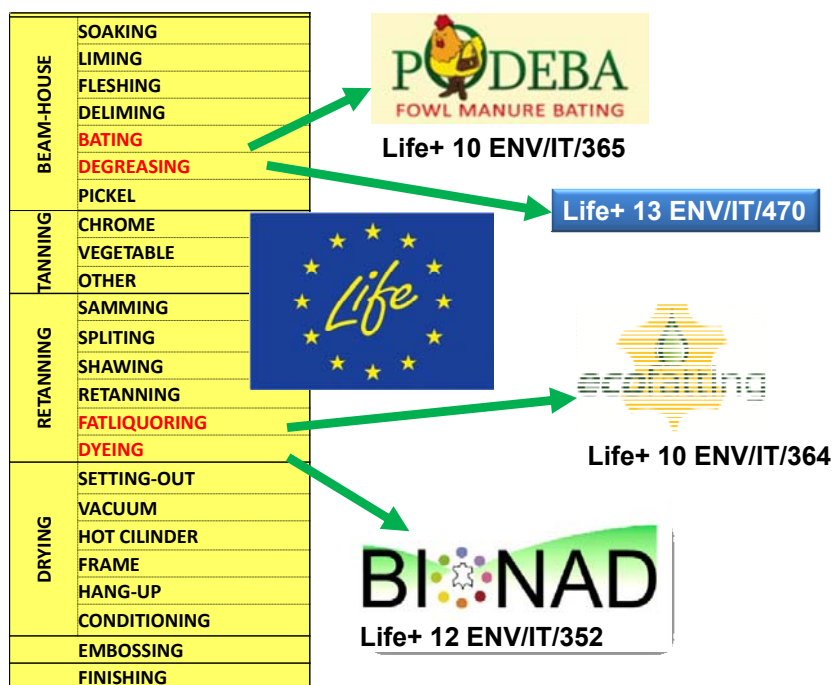 BEAM-HOUSE
SOAKING
LIMING
FLESHING
DELIMING
BATING
DEGREASING
PICKEL
TANNING
CHROME
VEGETABLE
OTHER
RETANNING
SAMMING
SPLITING
SHAWING
RETANNING
FATLIQUORING
DYEING
DRYING
SETTING-OUT
VACUUM
HOT CILINDER
FRAME
HANG-UP
CONDITIONING
EMBOSSING
FINISHING
PODEBA
FOWL MANURE BATING
Life+ 10 ENV/IT/365
Life+ 13 ENV/IT/470
Life
ecofatting
Life+ 10 ENV/IT/364
BIONAD
Life+ 12 ENV/IT/352